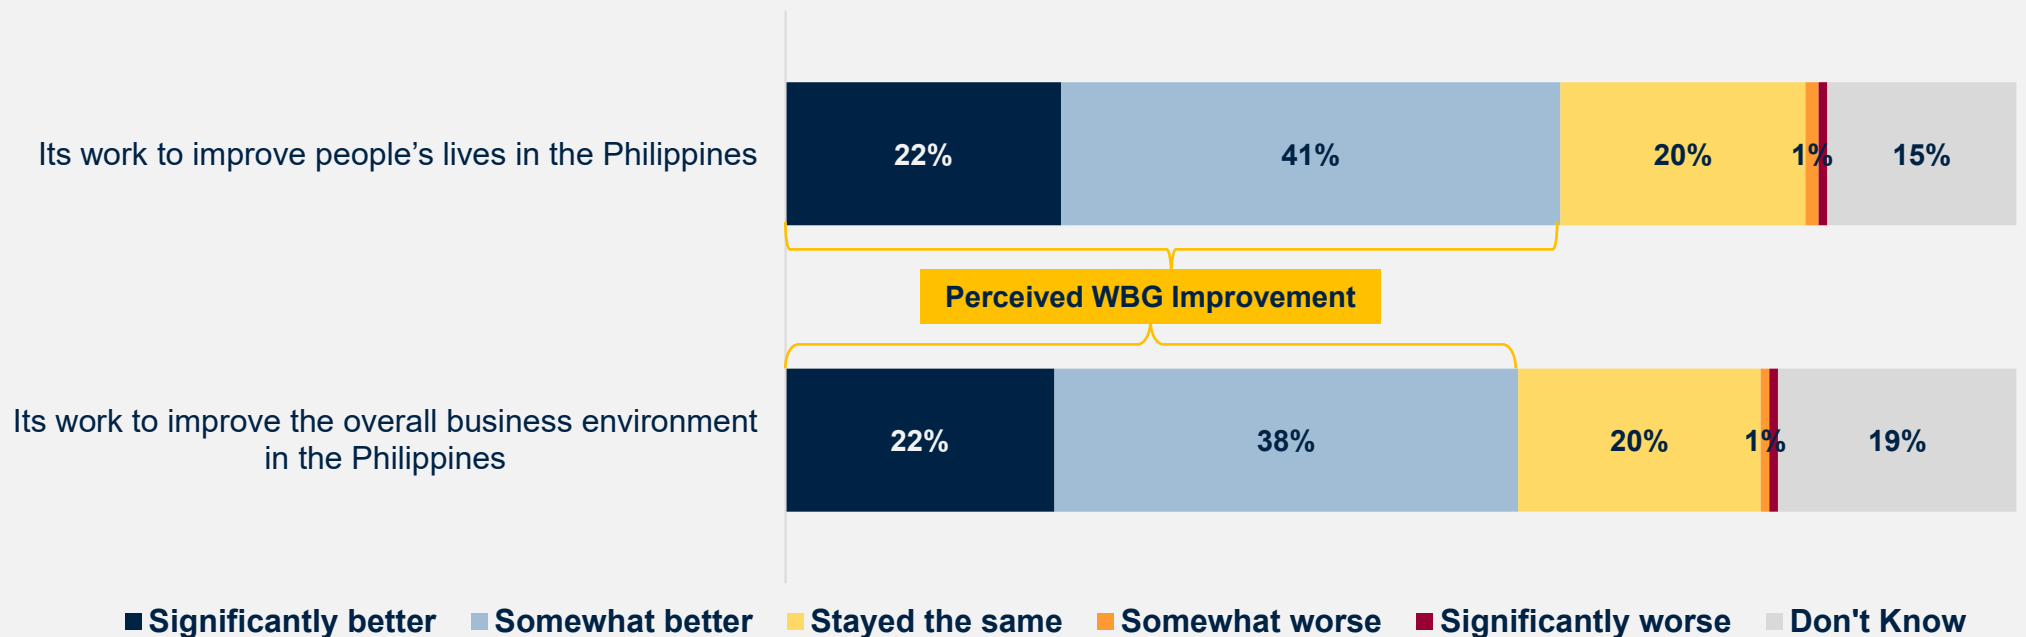 Its work to improve people’s lives in the Philippines
22%
41%
20%
1%
15%
Perceived WBG Improvement
Its work to improve the overall business environment
in the Philippines
22%
38%
20%
1%
19%
Significantly better
Somewhat better
Stayed the same
Somewhat worse
Significantly worse
Don't Know